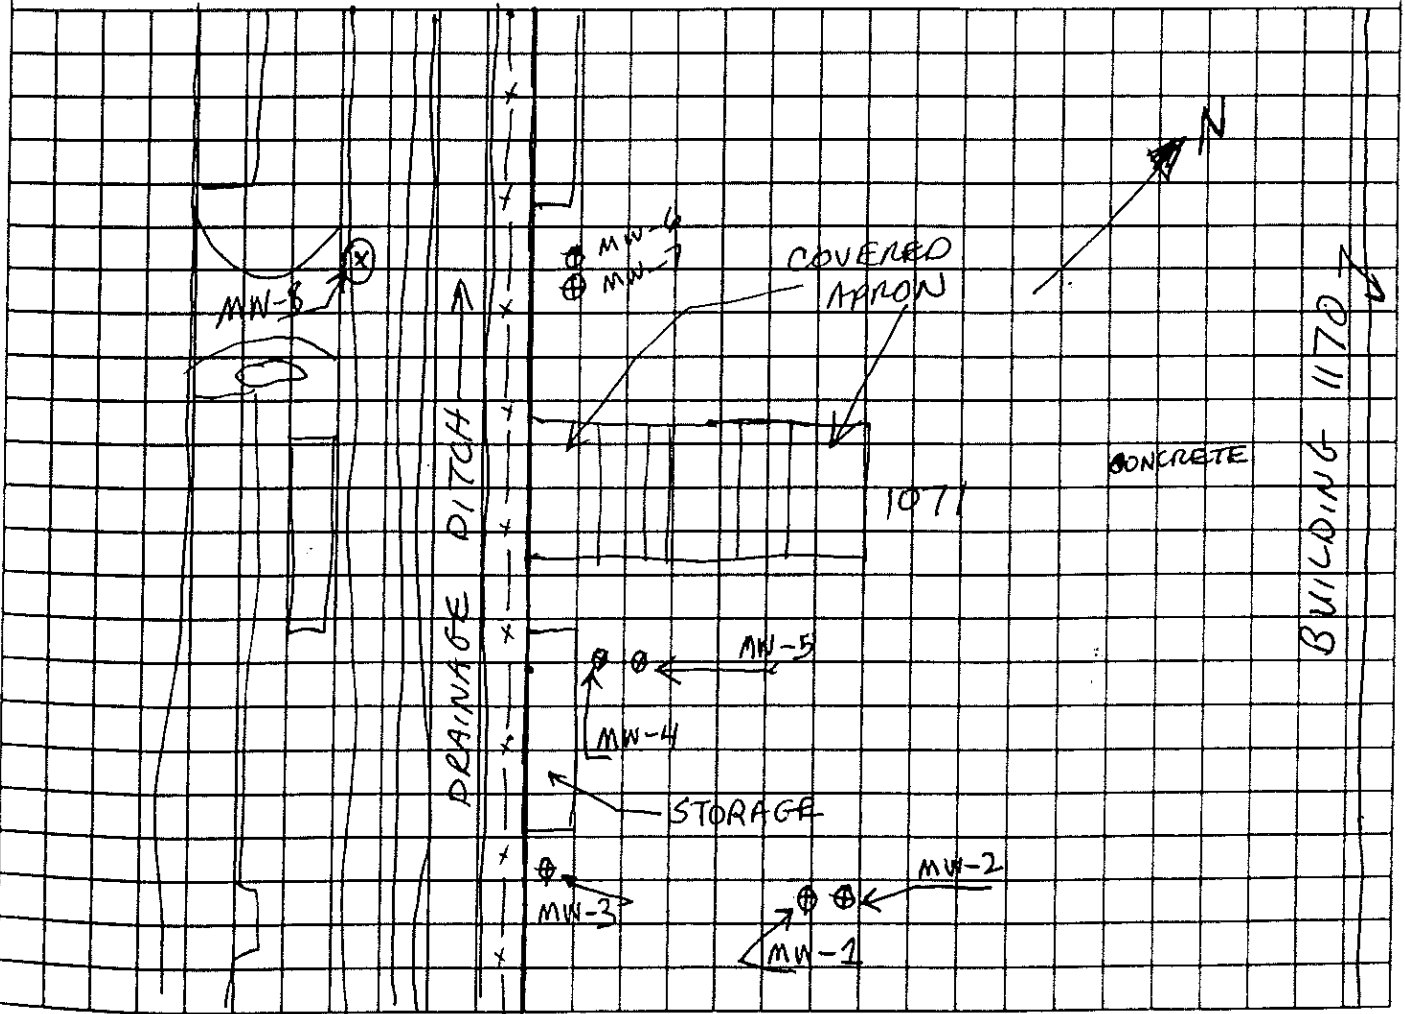 N
MW-6
MW-7
COVERED
APRON
MW-8
DRAINAGE DITCH
CONCRETE
1071
BUILDING 1170
MW-5
MW-4
STORAGE
MW-2
MW-3
MW-1